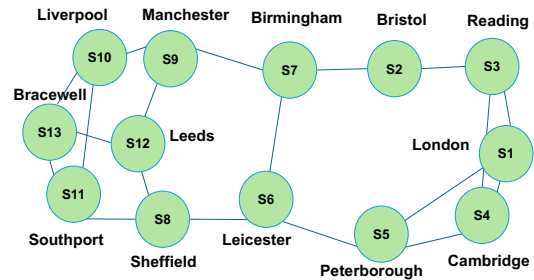 Liverpool
Manchester
Birmingham
Bristol
Reading
S10
S9
S7
S2
S3
Bracewell
S13
S12
Leeds
London
S1
S11
S6
S8
S5
S4
Southport
Sheffield
Leicester
Peterborough
Cambridge